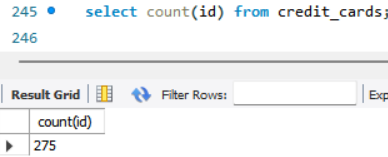 245 select count(id) from credit_cards;
246
Result Grid Filter Rows: Exp
count(id)
275